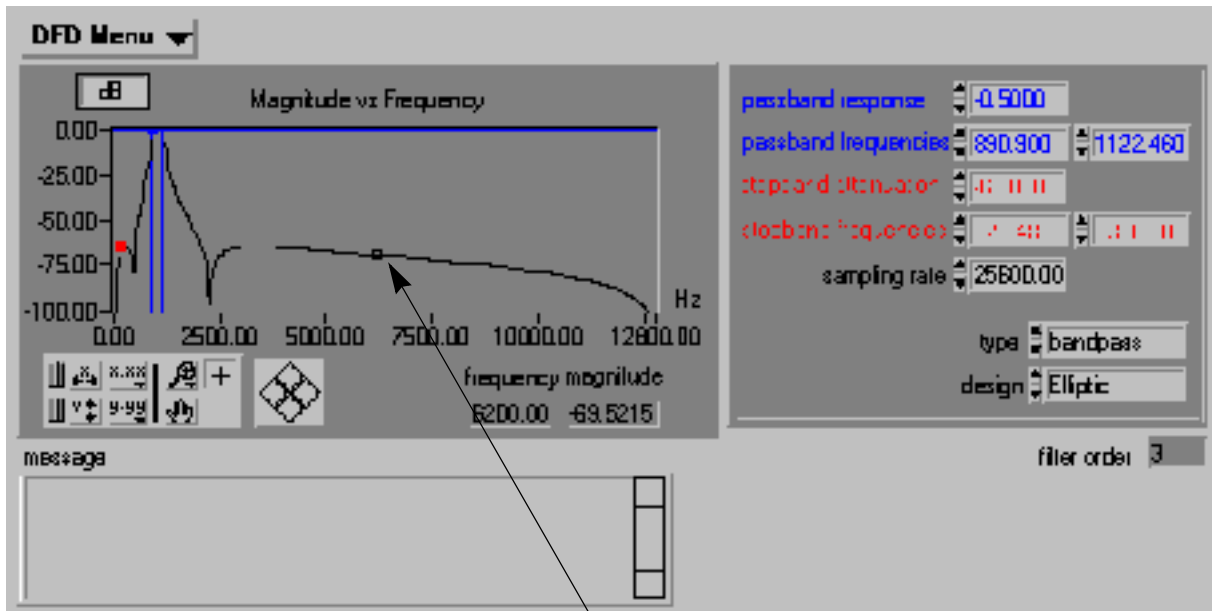 DFD Menu
dB
Magnitude vs Frequency
0.00
-25.00
-50.00
-75.00
-100.00
0.00 2500.00 5000.00 7500.00 10000.00 12800.00
Hz
frequency magnitude
6200.00 -69.5215
passband response -0.5000
passband frequencies 890.900 1122.460
stopband attenuation
stopband frequencies
sampling rate 25600.00
type bandpass
design Elliptic
filter order 3
message